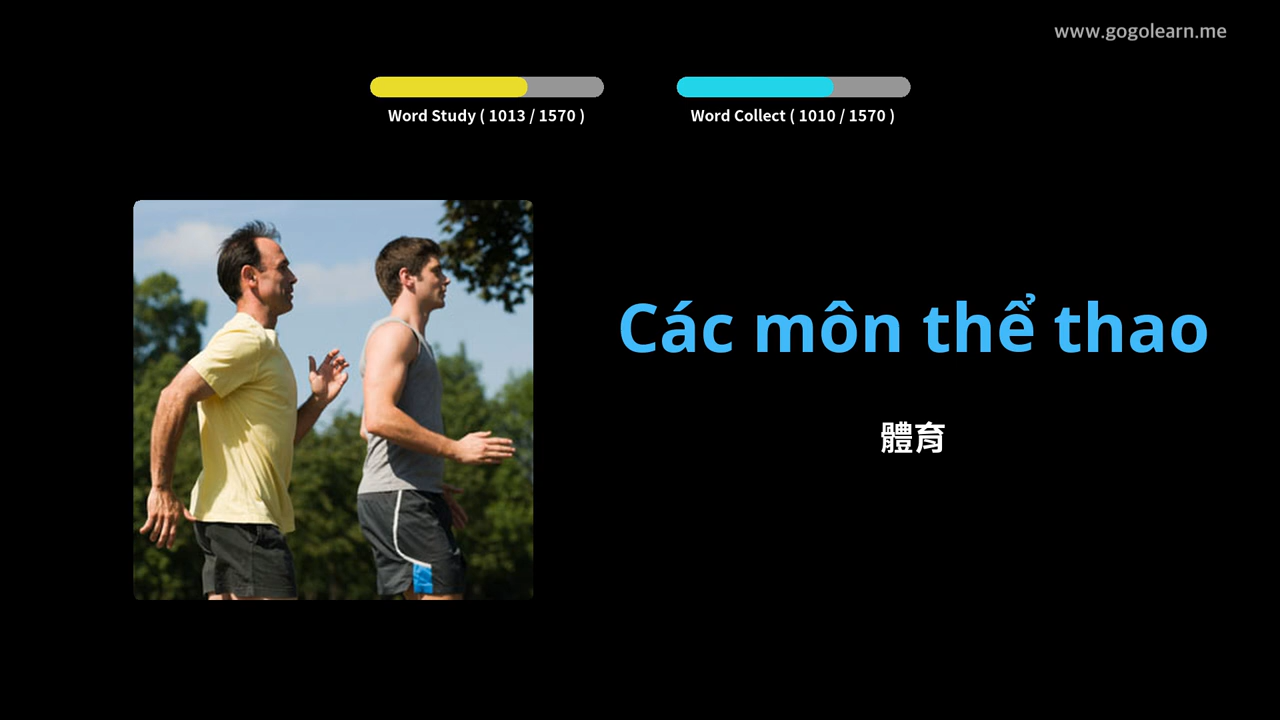 www.gogolearn.me
Word Study ( 1013 / 1570 )
Word Collect ( 1010 / 1570 )
Các môn thể thao
體育